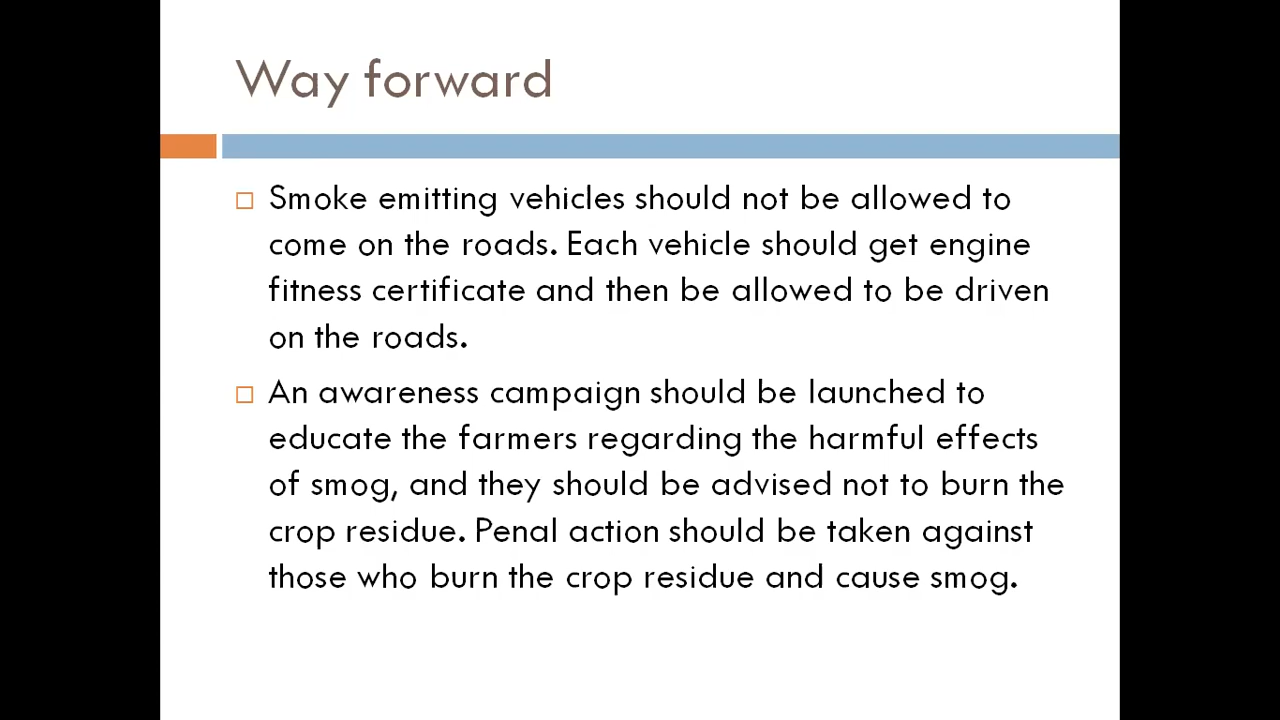 Way forward
Smoke emitting vehicles should not be allowed to
come on the roads. Each vehicle should get engine
fitness certificate and then be allowed to be driven
on the roads.
An awareness campaign should be launched to
educate the farmers regarding the harmful effects
of smog, and they should be advised not to burn the
crop residue. Penal action should be taken against
those who burn the crop residue and cause smog.